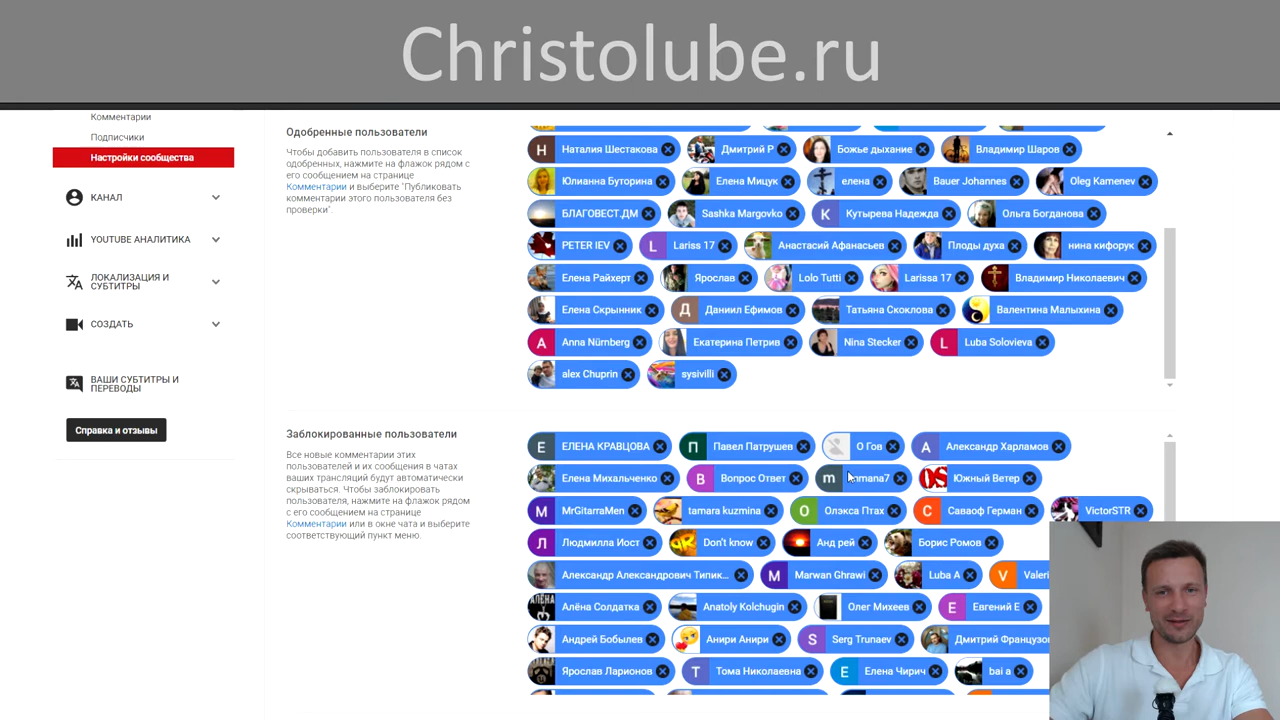 Christolube.ru
Комментарии
Подписчики
Настройки сообщества
КАНАЛ
YOUTUBE АНАЛИТИКА
ЛОКАЛИЗАЦИЯ И
СУБТИТРЫ
СОЗДАТЬ
ВАШИ СУБТИТРЫ И
ПЕРЕВОДЫ
Справка и отзывы
Одобренные пользователи
Чтобы добавить пользователя в список
одобренных, нажмите на флажок рядом с
его сообщением на странице
Комментарии и выберите "Публиковать
комментарии этого пользователя без
проверки".
Наталия Шестакова Дмитрий Р Божье дыхание Владимир Шаров
Юлианна Буторина Елена Мицук елена Bauer Johannes Oleg Kamenev
БЛАГОВЕСТ.ДМ Sashka Margovko Кутырева Надежда Ольга Богданова
PETER IEV Lariss 17 Анастасий Афанасьев Плоды духа нина кифорук
Елена Райхерт Ярослав Lolo Tutti Larissa 17 Владимир Николаевич
Елена Скрынник Даниил Ефимов Татьяна Скоклова Валентина Малыхина
Anna Nürnberg Екатерина Петрив Nina Stecker Luba Solovieva
alex Chuprin sysivilli
Заблокированные пользователи
Все новые комментарии этих
пользователей и их сообщения в чатах
ваших трансляций будут автоматически
скрываться. Чтобы заблокировать
пользователя, нажмите на флажок рядом
с его сообщением на странице
Комментарии или в окне чата и выберите
соответствующий пункт меню.
ЕЛЕНА КРАВЦОВА Павел Патрушев О Гов Александр Харламов
Елена Михальченко Вопрос Ответ Южный Ветер
MrGitarraMen tamara kuzmina Олэкса Птах Саваоф Герман VictorSTR
Людмилла Иост Don't know Анд рей Борис Ромов
Александр Александрович Типик... Marwan Ghrawi Luba A Valeri
Алёна Солдатка Anatoly Kolchugin Олег Михеев Евгений Е
Андрей Бобылев Анири Анири Serg Trunaev Дмитрий Французо
Ярослав Ларионов Тома Николаевна Елена Чирич bai a